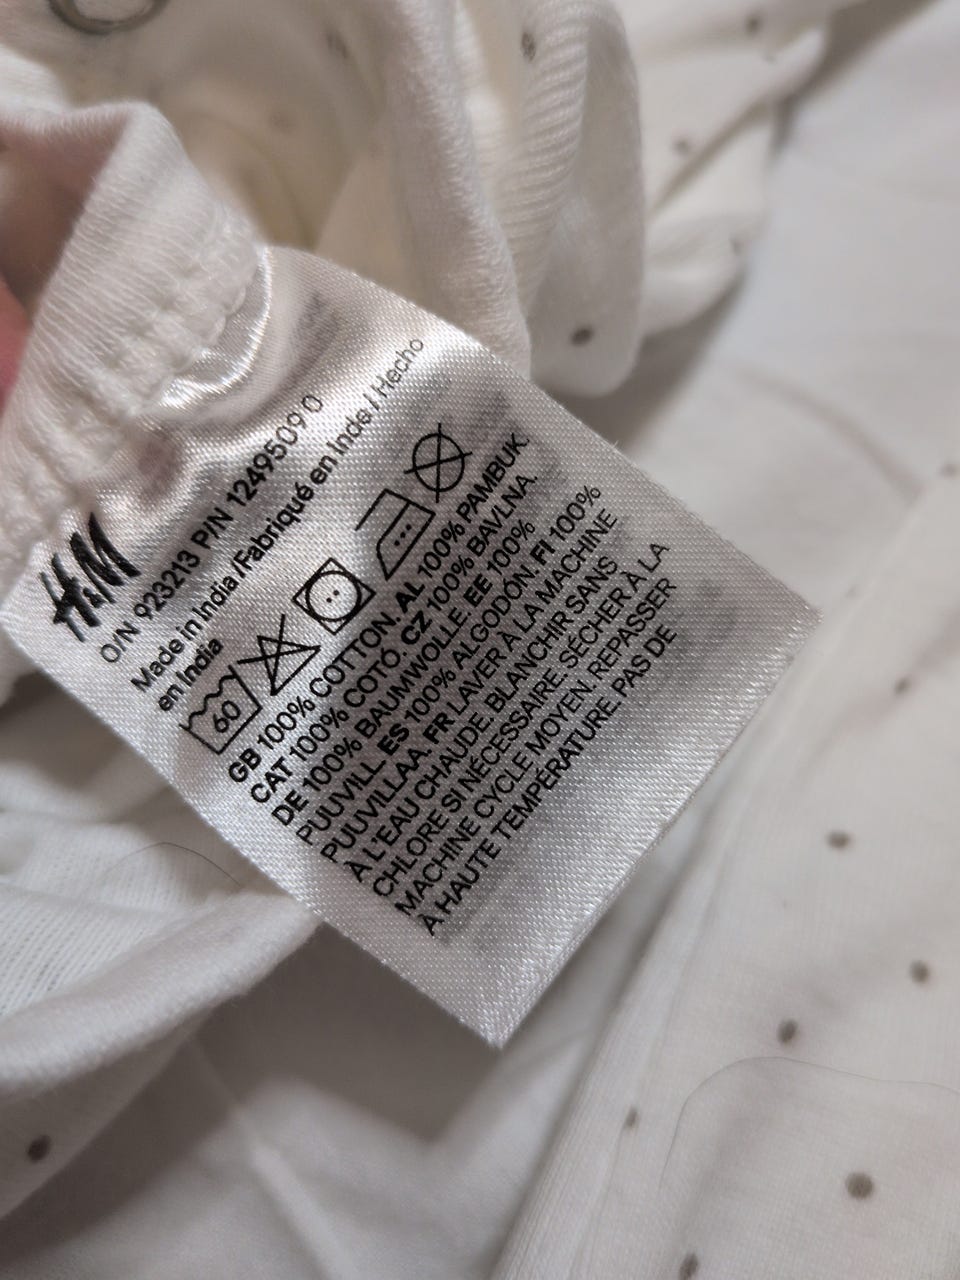 H&M
O/N 923213 P/N 1249509 0
Made in India / Fabriqué en Inde / Hecho
en India
60
GB 100% COTTON. AL 100% PAMBUK.
CAT 100% COTÓ. CZ 100% BAVLNA.
DE 100% BAUMWOLLE EE 100%
PUUVILL ES 100% ALGODÓN. FI 100%
PUUVILLAA. FR LAVER À LA MACHINE
À L'EAU CHAUDE. BLANCHIR SANS
CHLORE SI NÉCESSAIRE. SÉCHER À LA
MACHINE CYCLE MOYEN. REPASSER
À HAUTE TEMPÉRATURE. PAS DE